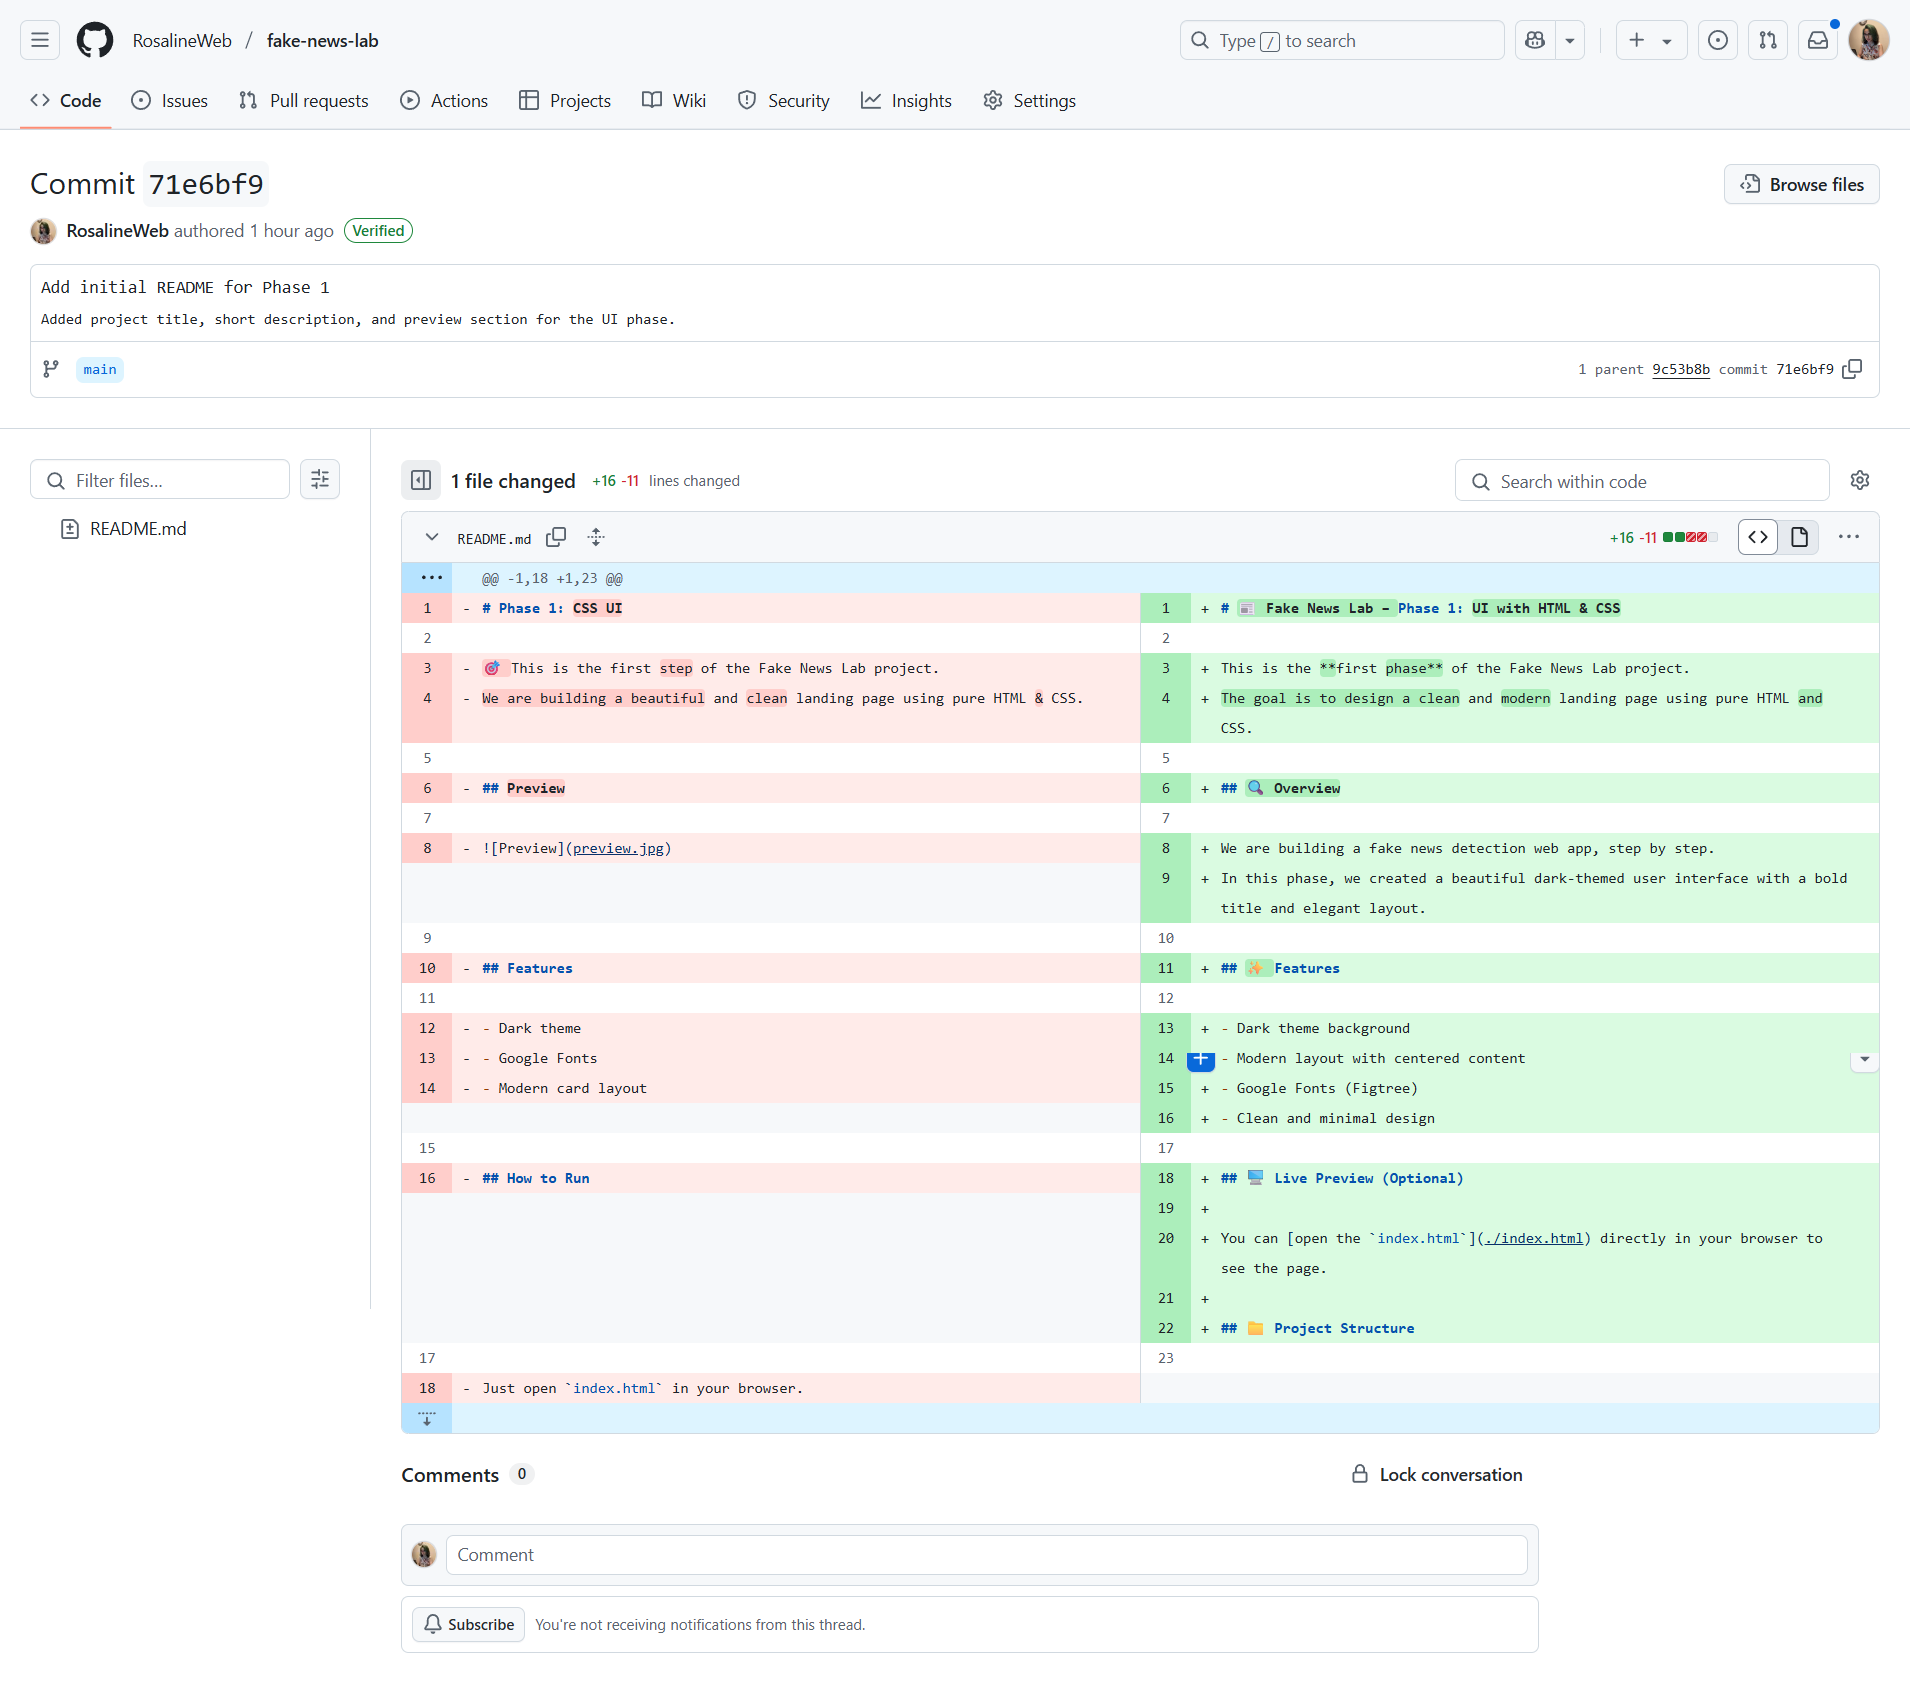 RosalineWeb / fake-news-lab
Type / to search
Code
Issues
Pull requests
Actions
Projects
Wiki
Security
Insights
Settings
Commit 71e6bf9
Browse files
RosalineWeb authored 1 hour ago Verified
Add initial README for Phase 1
Added project title, short description, and preview section for the UI phase.
main
1 parent 9c53b8b commit 71e6bf9
Filter files...
README.md
1 file changed +16 -11 lines changed
Search within code
README.md
+16 -11
@@ -1,18 +1,23 @@
1 - # Phase 1: CSS UI
1 + # 📰 Fake News Lab – Phase 1: UI with HTML & CSS
2
2
3 - 🎯 This is the first step of the Fake News Lab project.
3 + This is the **first phase** of the Fake News Lab project.
4 - We are building a beautiful and clean landing page using pure HTML & CSS.
4 + The goal is to design a clean and modern landing page using pure HTML and
CSS.
5
5
6 - ## Preview
6 + ## 🔍 Overview
7
7
8 - ![Preview](preview.jpg)
8 + We are building a fake news detection web app, step by step.
9 + In this phase, we created a beautiful dark-themed user interface with a bold
title and elegant layout.
9
10
10 - ## Features
11 + ## ✨ Features
11
12
12 - - Dark theme
13 + - Dark theme background
13 - - Google Fonts
14 + - Modern layout with centered content
14 - - Modern card layout
15 + - Google Fonts (Figtree)
16 + - Clean and minimal design
15
17
16 - ## How to Run
18 + ## 🖥️ Live Preview (Optional)
19 +
20 + You can [open the `index.html`](./index.html) directly in your browser to
see the page.
21 +
22 + ## 📁 Project Structure
17
23
18 - Just open `index.html` in your browser.
Comments 0
Lock conversation
Comment
Subscribe You're not receiving notifications from this thread.